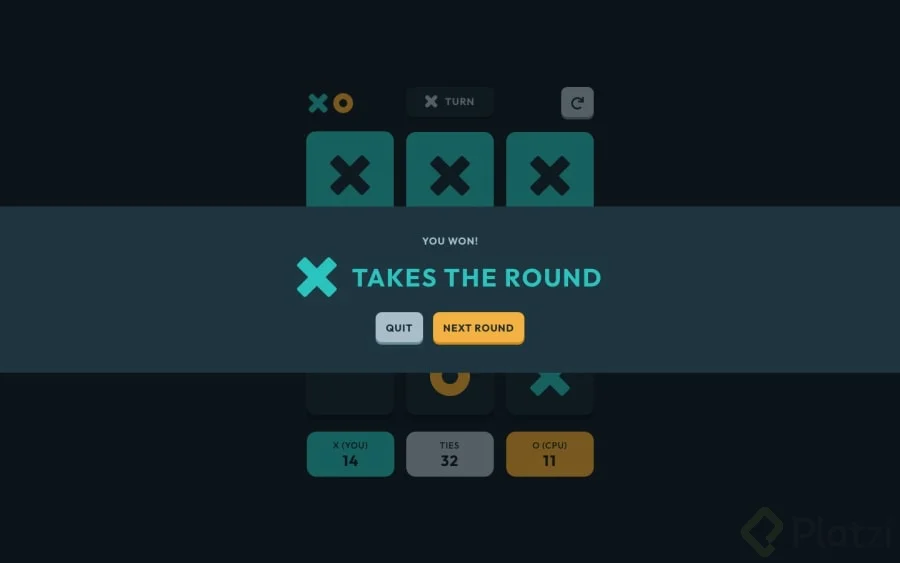 TURN
YOU WON!
TAKES THE ROUND
QUIT
NEXT ROUND
X (YOU)
14
TIES
32
O (CPU)
11
Platzi